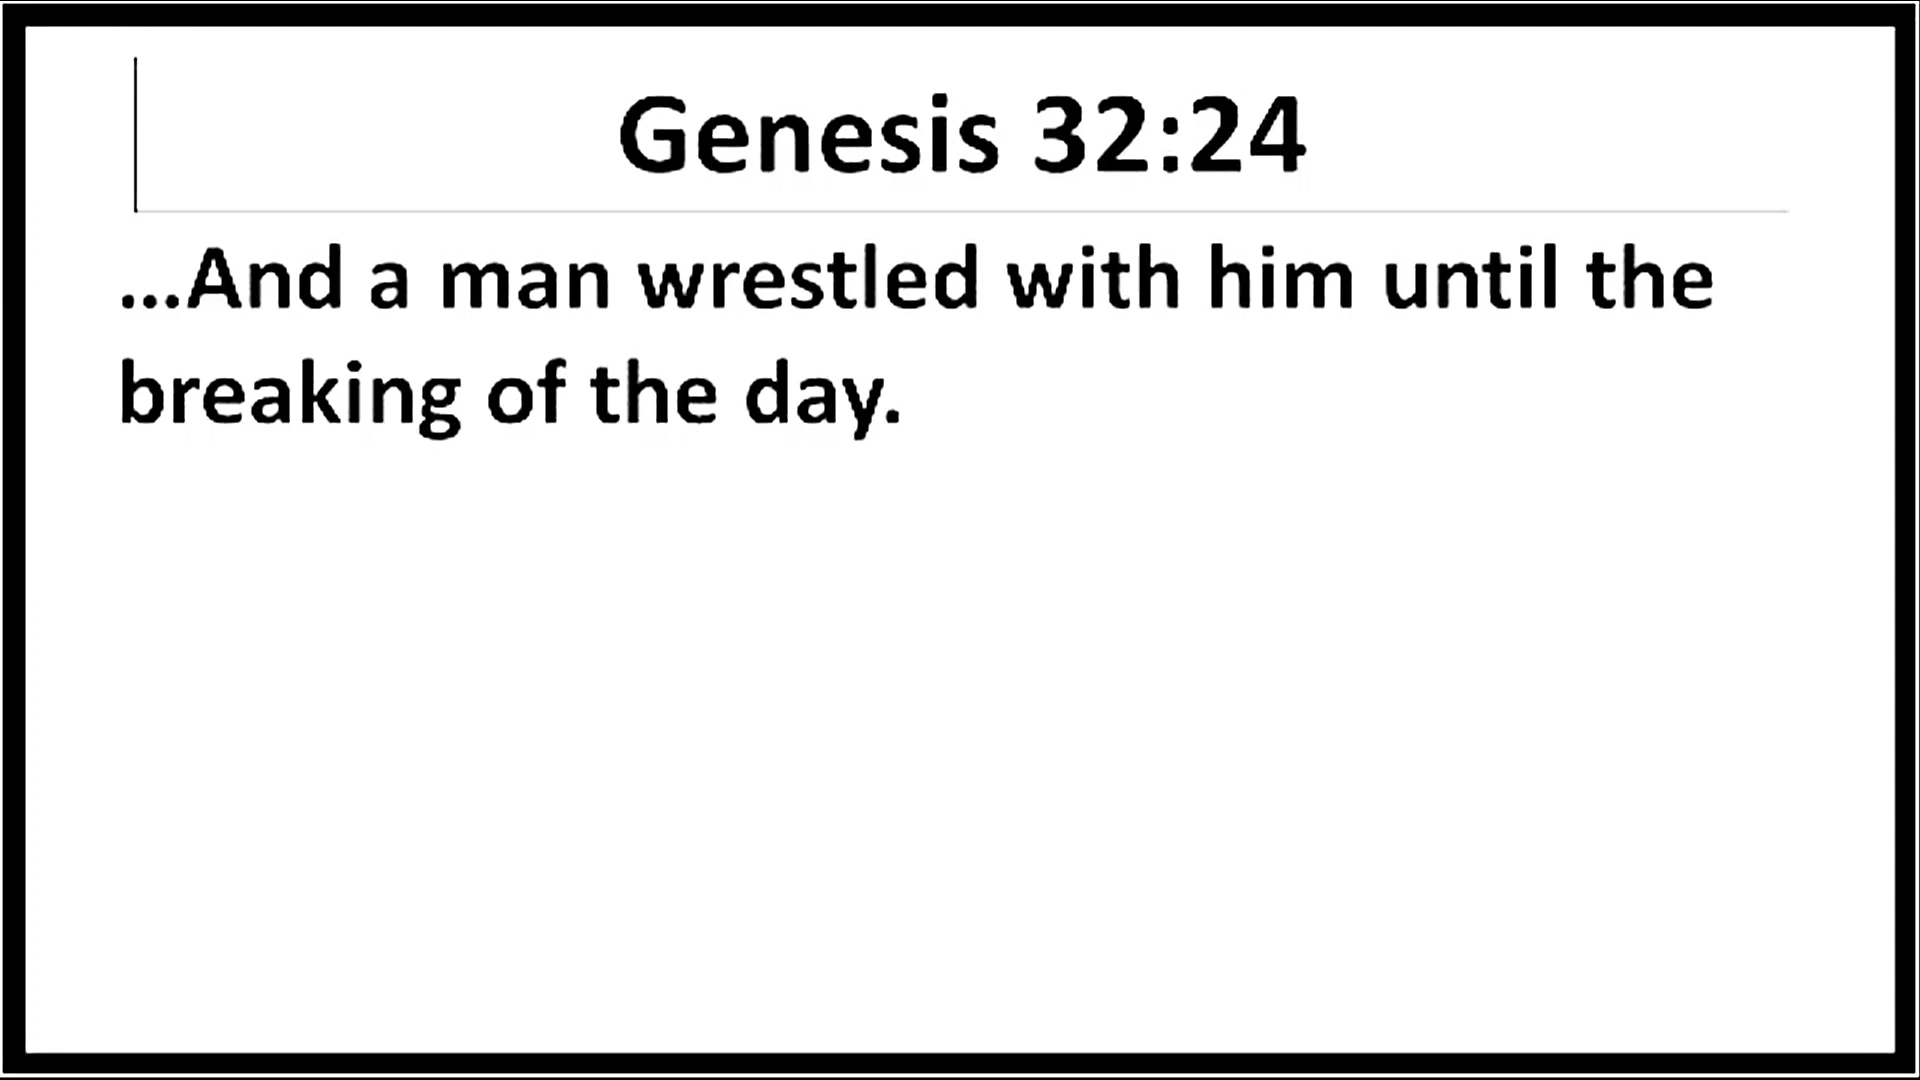 Genesis 32:24
...And a man wrestled with him until the
breaking of the day.